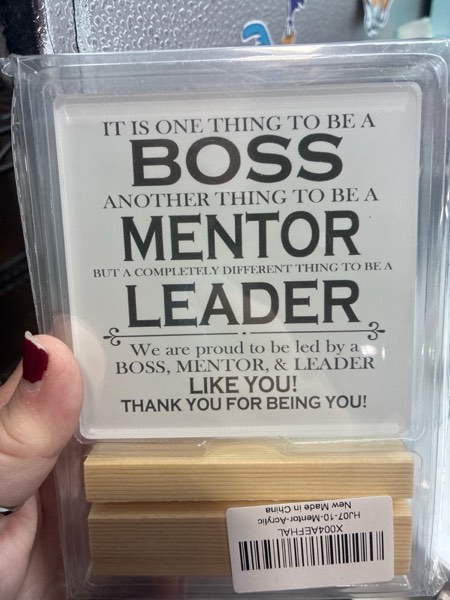 IT IS ONE THING TO BE A
BOSS
ANOTHER THING TO BE A
MENTOR
BUT A COMPLETELY DIFFERENT THING TO BE A
LEADER
We are proud to be led by a
BOSS, MENTOR, & LEADER
LIKE YOU!
THANK YOU FOR BEING YOU!
X004AEFHAL
HJ07-10-Mentor-Acrylic
New Made in China